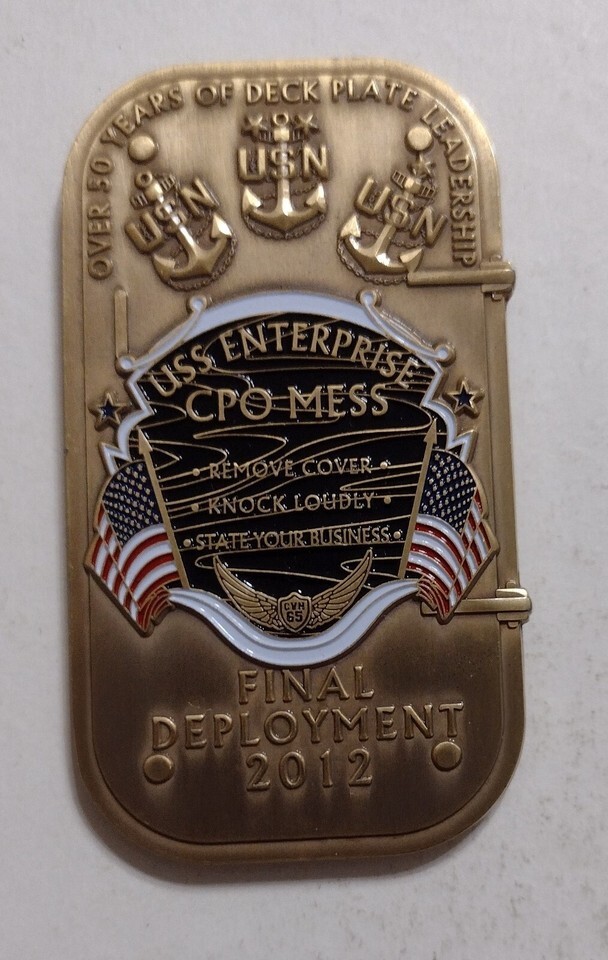 OVER 50 YEARS OF DECK PLATE LEADERSHIP
USN
USN
USN
USS ENTERPRISE
CPO MESS
• REMOVE COVER •
• KNOCK LOUDLY •
• STATE YOUR BUSINESS •
CVN
65
FINAL
DEPLOYMENT
2012